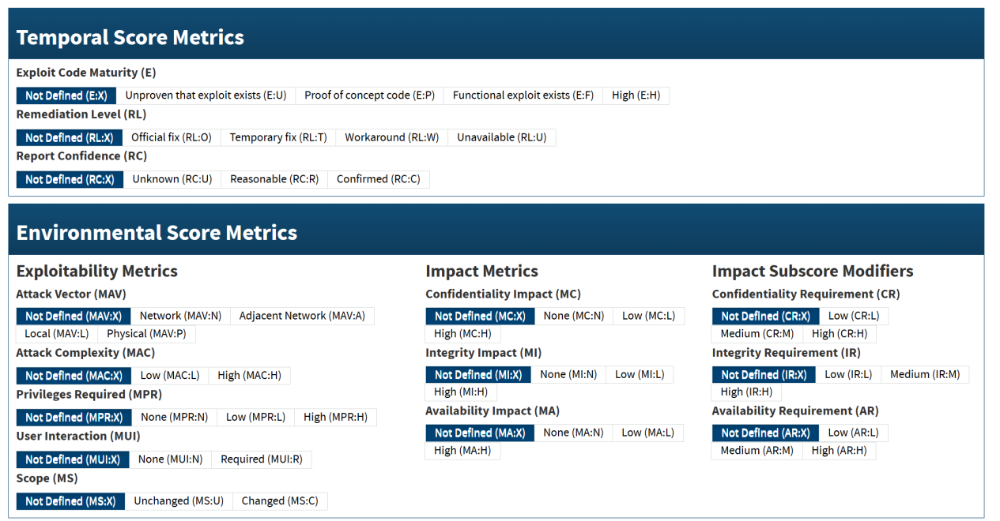 Temporal Score Metrics
Exploit Code Maturity (E)
Not Defined (E:X) Unproven that exploit exists (E:U) Proof of concept code (E:P) Functional exploit exists (E:F) High (E:H)
Remediation Level (RL)
Not Defined (RL:X) Official fix (RL:O) Temporary fix (RL:T) Workaround (RL:W) Unavailable (RL:U)
Report Confidence (RC)
Not Defined (RC:X) Unknown (RC:U) Reasonable (RC:R) Confirmed (RC:C)
Environmental Score Metrics
Exploitability Metrics
Attack Vector (MAV)
Not Defined (MAV:X) Network (MAV:N) Adjacent Network (MAV:A)
Local (MAV:L) Physical (MAV:P)
Attack Complexity (MAC)
Not Defined (MAC:X) Low (MAC:L) High (MAC:H)
Privileges Required (MPR)
Not Defined (MPR:X) None (MPR:N) Low (MPR:L) High (MPR:H)
User Interaction (MUI)
Not Defined (MUI:X) None (MUI:N) Required (MUI:R)
Scope (MS)
Not Defined (MS:X) Unchanged (MS:U) Changed (MS:C)
Impact Metrics
Confidentiality Impact (MC)
Not Defined (MC:X) None (MC:N) Low (MC:L)
High (MC:H)
Integrity Impact (MI)
Not Defined (MI:X) None (MI:N) Low (MI:L)
High (MI:H)
Availability Impact (MA)
Not Defined (MA:X) None (MA:N) Low (MA:L)
High (MA:H)
Impact Subscore Modifiers
Confidentiality Requirement (CR)
Not Defined (CR:X) Low (CR:L)
Medium (CR:M) High (CR:H)
Integrity Requirement (IR)
Not Defined (IR:X) Low (IR:L) Medium (IR:M)
High (IR:H)
Availability Requirement (AR)
Not Defined (AR:X) Low (AR:L)
Medium (AR:M) High (AR:H)